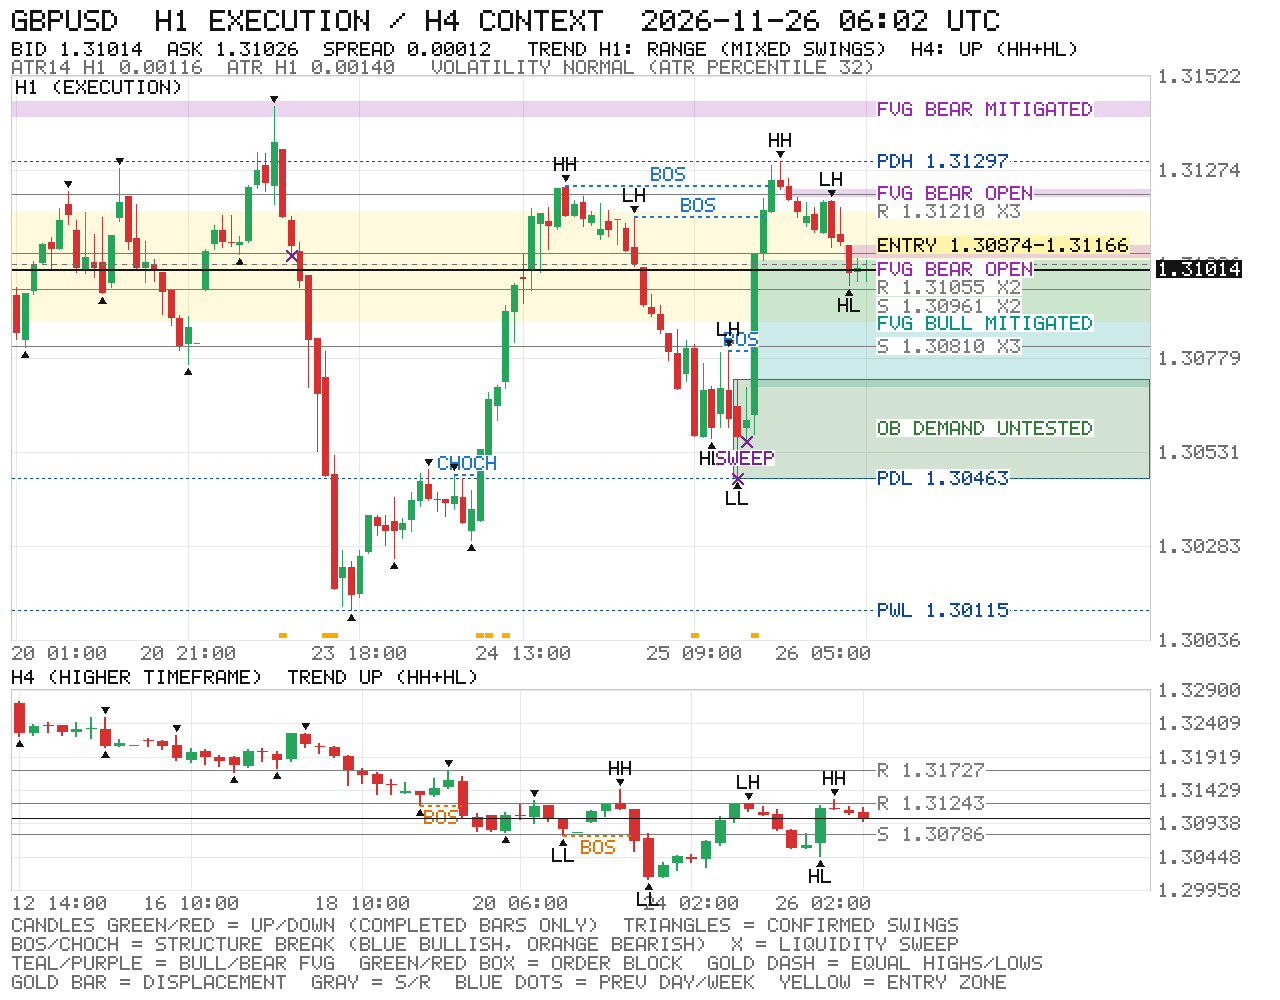 GBPUSD  H1 EXECUTION / H4 CONTEXT  2026-11-26 06:02 UTC
BID 1.31014  ASK 1.31026  SPREAD 0.00012  TREND H1: RANGE (MIXED SWINGS)  H4: UP (HH+HL)
ATR14 H1 0.00116  ATR H1 0.00140  VOLATILITY NORMAL (ATR PERCENTILE 32)
1.31522
H1 (EXECUTION)
FVG BEAR MITIGATED
HH
HH
PDH 1.31297
BOS
1.31274
LH
LH
FVG BEAR OPEN
BOS
R 1.31210 X3
ENTRY 1.30874-1.31166
FVG BEAR OPEN
1.31014
R 1.31055 X2
HL
S 1.30961 X2
FVG BULL MITIGATED
LH
BOS
S 1.30810 X3
1.30779
OB DEMAND UNTESTED
1.30531
CHOCH
HL
SWEEP
PDL 1.30463
LL
1.30283
PWL 1.30115
1.30036
20 01:00  20 21:00  23 18:00  24 13:00  25 09:00  26 05:00
H4 (HIGHER TIMEFRAME)  TREND UP (HH+HL)
1.32900
1.32409
1.31919
HH
LH
HH
R 1.31727
1.31429
R 1.31243
BOS
1.30938
S 1.30786
LL
BOS
1.30448
HL
LL
1.29958
12 14:00  16 10:00  18 10:00  20 06:00  24 02:00  26 02:00
CANDLES GREEN/RED = UP/DOWN (COMPLETED BARS ONLY)  TRIANGLES = CONFIRMED SWINGS
BOS/CHOCH = STRUCTURE BREAK (BLUE BULLISH, ORANGE BEARISH)  X = LIQUIDITY SWEEP
TEAL/PURPLE = BULL/BEAR FVG  GREEN/RED BOX = ORDER BLOCK  GOLD DASH = EQUAL HIGHS/LOWS
GOLD BAR = DISPLACEMENT  GRAY = S/R  BLUE DOTS = PREV DAY/WEEK  YELLOW = ENTRY ZONE